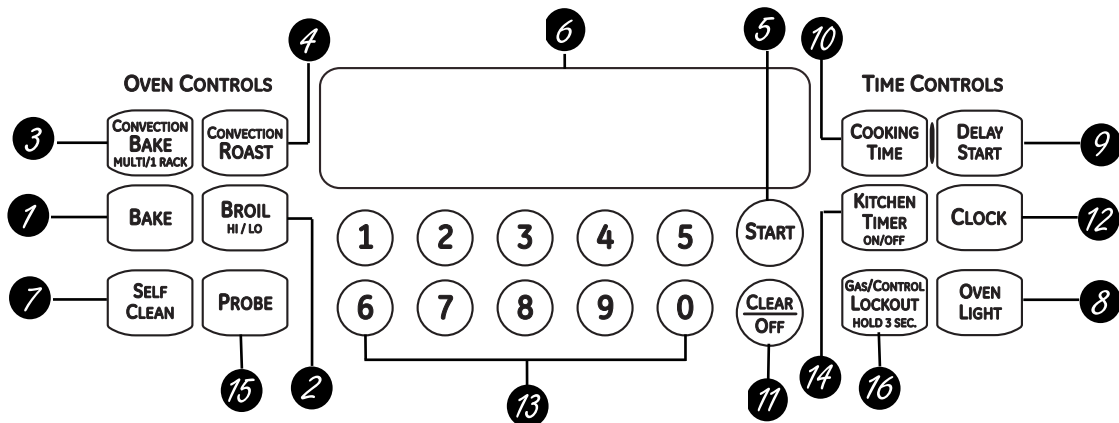 4
6
5
10
OVEN CONTROLS
TIME CONTROLS
3
CONVECTION
BAKE
MULTI/1 RACK
CONVECTION
ROAST
COOKING
TIME
DELAY
START
9
1
BAKE
BROIL
HI / LO
1 2 3 4 5
START
KITCHEN
TIMER
ON/OFF
CLOCK
12
7
SELF
CLEAN
PROBE
6 7 8 9 0
CLEAR
OFF
GAS/CONTROL
LOCKOUT
HOLD 3 SEC.
OVEN
LIGHT
8
15
2
13
11
14
16